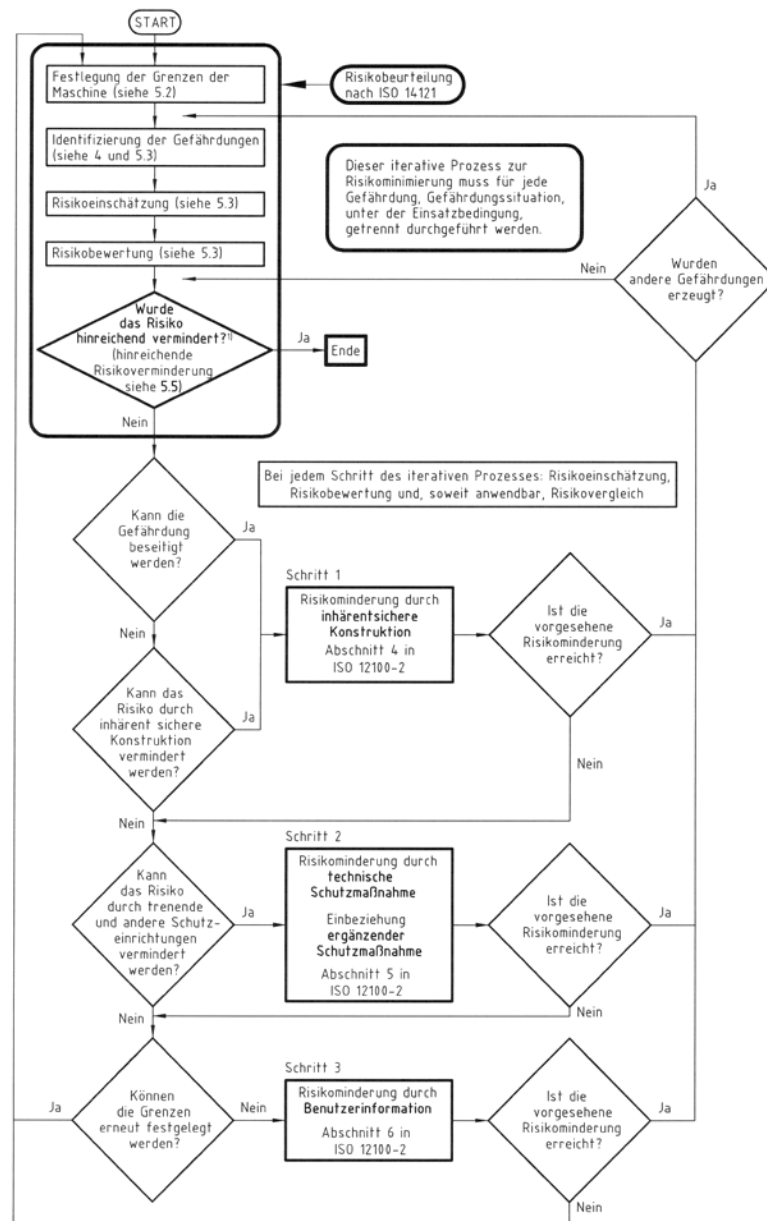 START
Festlegung der Grenzen der
Maschine (siehe 5.2)
Risikobeurteilung
nach ISO 14121
Identifizierung der Gefährdungen
(siehe 4 und 5.3)
Dieser iterative Prozess zur
Risikominimierung muss für jede
Gefährdung, Gefährdungssituation,
unter der Einsatzbedingung,
getrennt durchgeführt werden.
Ja
Risikoeinschätzung (siehe 5.3)
Risikobewertung (siehe 5.3)
Nein
Wurden
andere Gefährdungen
erzeugt?
Wurde
das Risiko
hinreichend vermindert?¹⁾
(hinreichende
Risikoverminderung
siehe 5.5)
Ja
Ende
Nein
Bei jedem Schritt des iterativen Prozesses: Risikoeinschätzung,
Risikobewertung und, soweit anwendbar, Risikovergleich
Kann die
Gefährdung
beseitigt
werden?
Ja
Schritt 1
Risikominderung durch
inhärentsichere
Konstruktion
Abschnitt 4 in
ISO 12100-2
Ist die
vorgesehene
Risikominderung
erreicht?
Ja
Nein
Kann das
Risiko durch
inhärent sichere
Konstruktion
vermindert
werden?
Ja
Nein
Nein
Schritt 2
Kann
das Risiko
durch trenende
und andere Schutz-
einrichtungen
vermindert
werden?
Ja
Risikominderung durch
technische
Schutzmaßnahme
Einbeziehung
ergänzender
Schutzmaßnahme
Abschnitt 5 in
ISO 12100-2
Ist die
vorgesehene
Risikominderung
erreicht?
Ja
Nein
Nein
Schritt 3
Können
die Grenzen
erneut festgelegt
werden?
Ja
Nein
Risikominderung durch
Benutzerinformation
Abschnitt 6 in
ISO 12100-2
Ist die
vorgesehene
Risikominderung
erreicht?
Ja
Nein